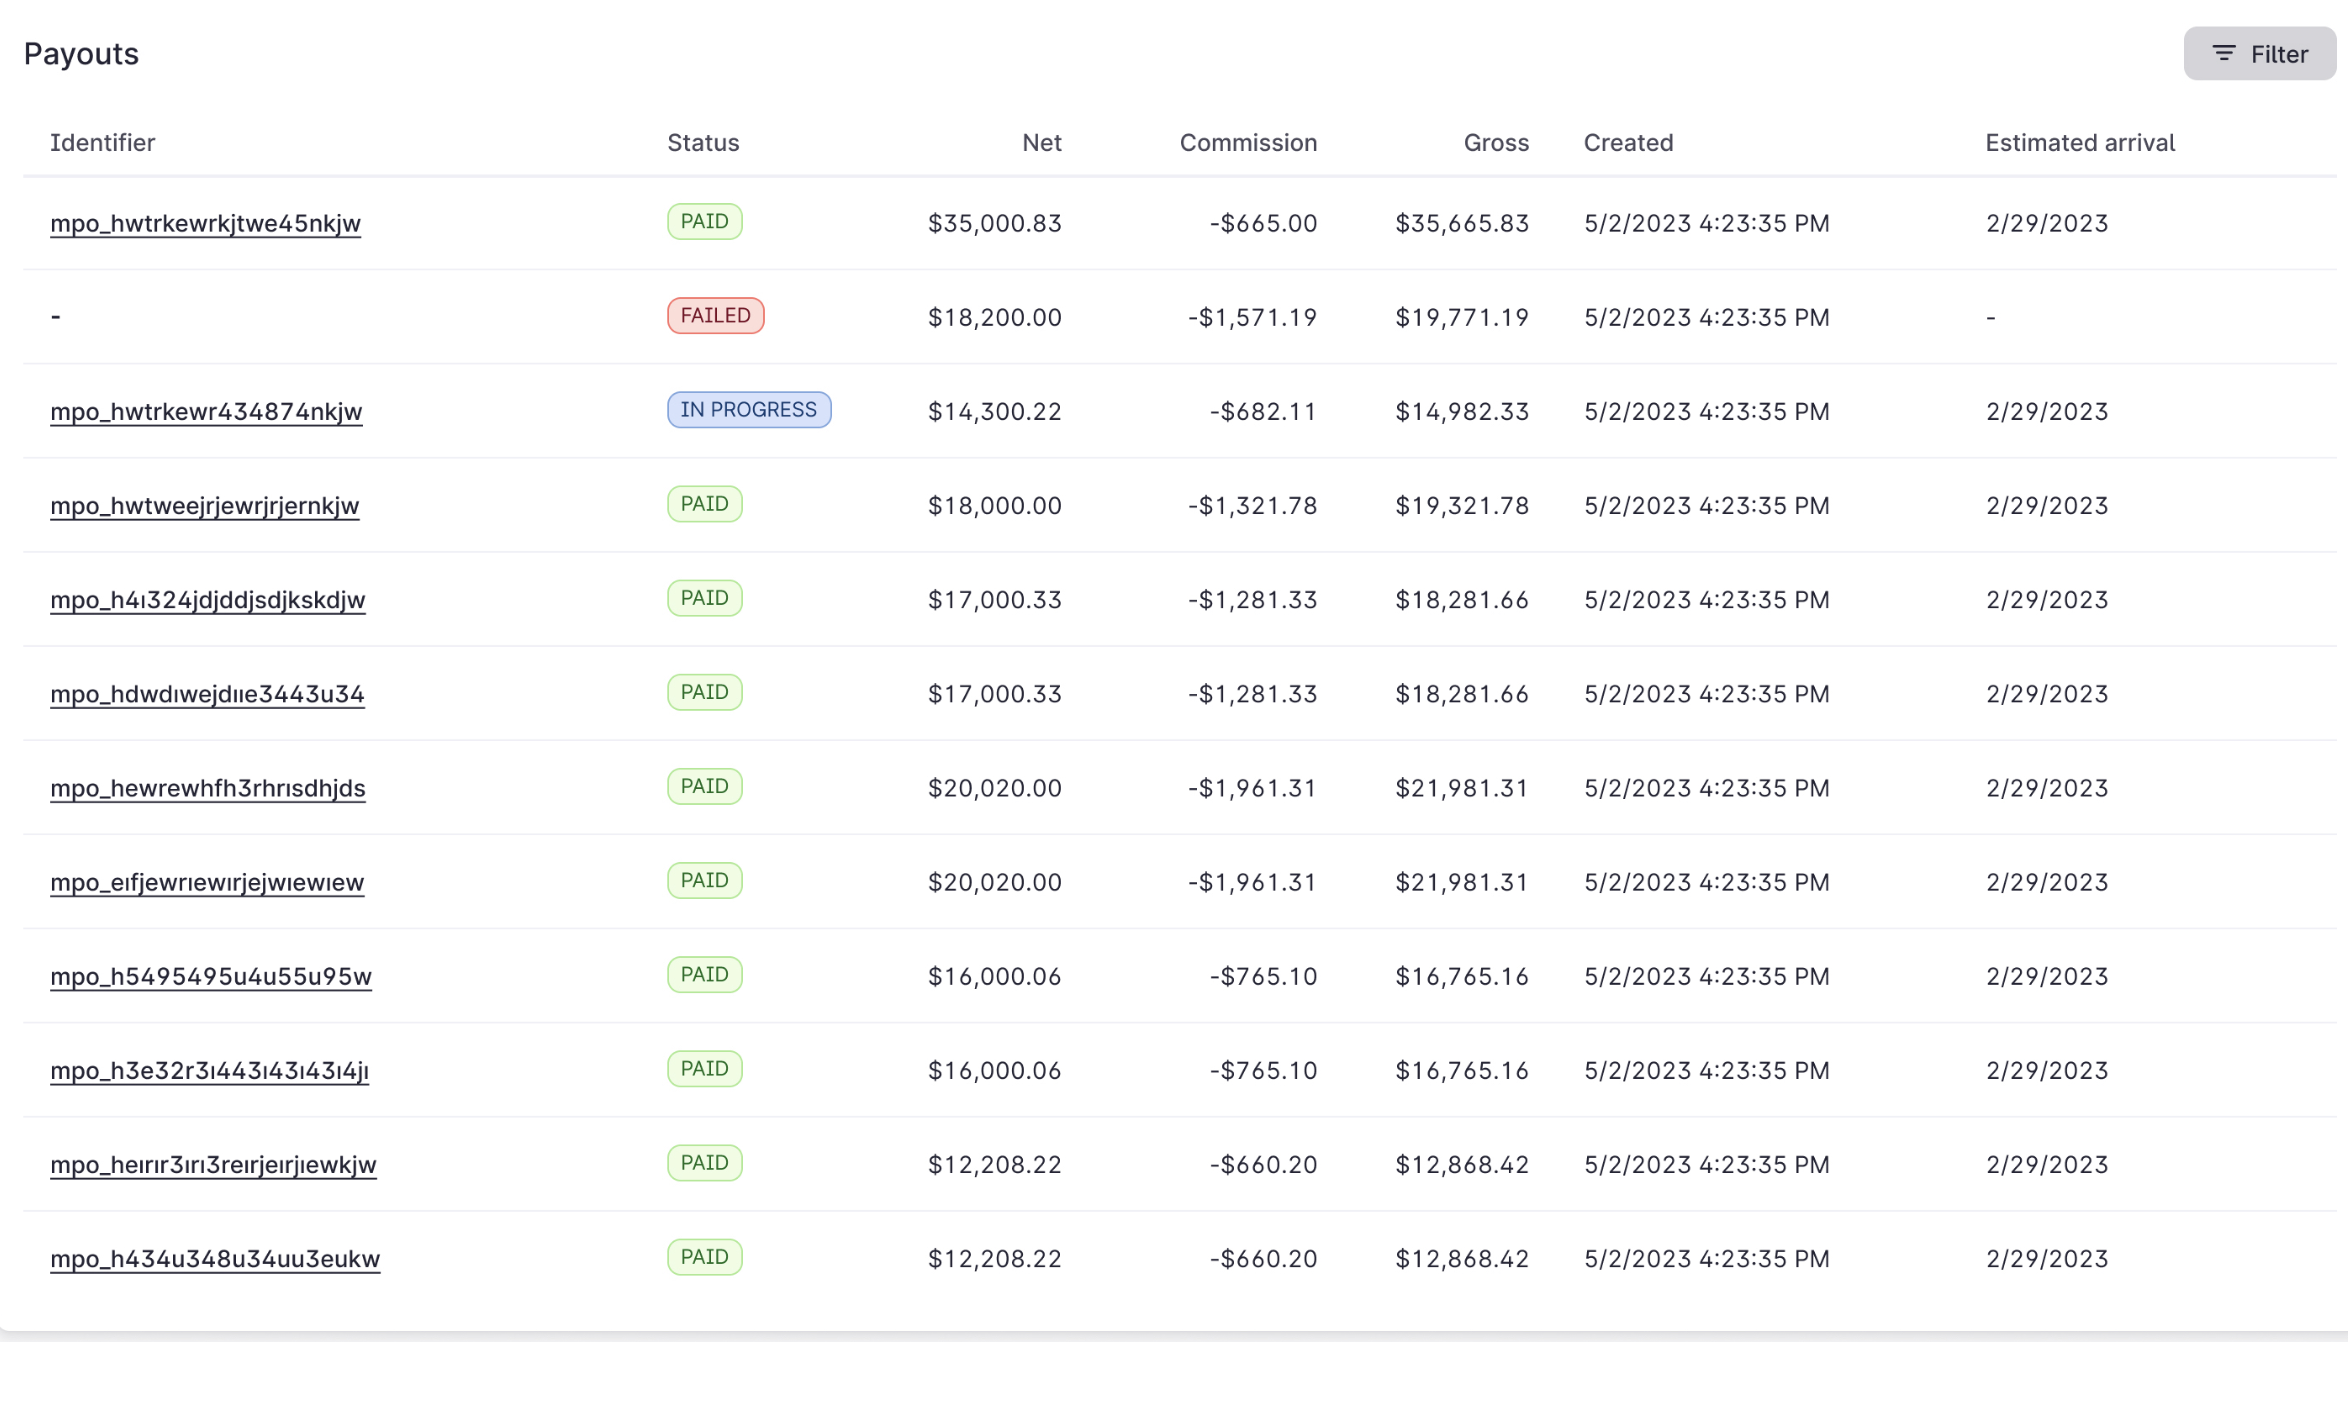 Payouts
Filter
Identifier Status Net Commission Gross Created Estimated arrival
mpo_hwtrkewrkjtwe45nkjw PAID $35,000.83 -$665.00 $35,665.83 5/2/2023 4:23:35 PM 2/29/2023
- FAILED $18,200.00 -$1,571.19 $19,771.19 5/2/2023 4:23:35 PM -
mpo_hwtrkewr434874nkjw IN PROGRESS $14,300.22 -$682.11 $14,982.33 5/2/2023 4:23:35 PM 2/29/2023
mpo_hwtweejrjewrjrjernkjw PAID $18,000.00 -$1,321.78 $19,321.78 5/2/2023 4:23:35 PM 2/29/2023
mpo_h4ı324jdjddjsdjkskdjw PAID $17,000.33 -$1,281.33 $18,281.66 5/2/2023 4:23:35 PM 2/29/2023
mpo_hdwdıwejdııe3443u34 PAID $17,000.33 -$1,281.33 $18,281.66 5/2/2023 4:23:35 PM 2/29/2023
mpo_hewrewhfh3rhrısdhjds PAID $20,020.00 -$1,961.31 $21,981.31 5/2/2023 4:23:35 PM 2/29/2023
mpo_eıfjewrıewırjejwıewıew PAID $20,020.00 -$1,961.31 $21,981.31 5/2/2023 4:23:35 PM 2/29/2023
mpo_h5495495u4u55u95w PAID $16,000.06 -$765.10 $16,765.16 5/2/2023 4:23:35 PM 2/29/2023
mpo_h3e32r3ı443ı43ı43ı4jı PAID $16,000.06 -$765.10 $16,765.16 5/2/2023 4:23:35 PM 2/29/2023
mpo_heırır3ırı3reırjeırjıewkjw PAID $12,208.22 -$660.20 $12,868.42 5/2/2023 4:23:35 PM 2/29/2023
mpo_h434u348u34uu3eukw PAID $12,208.22 -$660.20 $12,868.42 5/2/2023 4:23:35 PM 2/29/2023